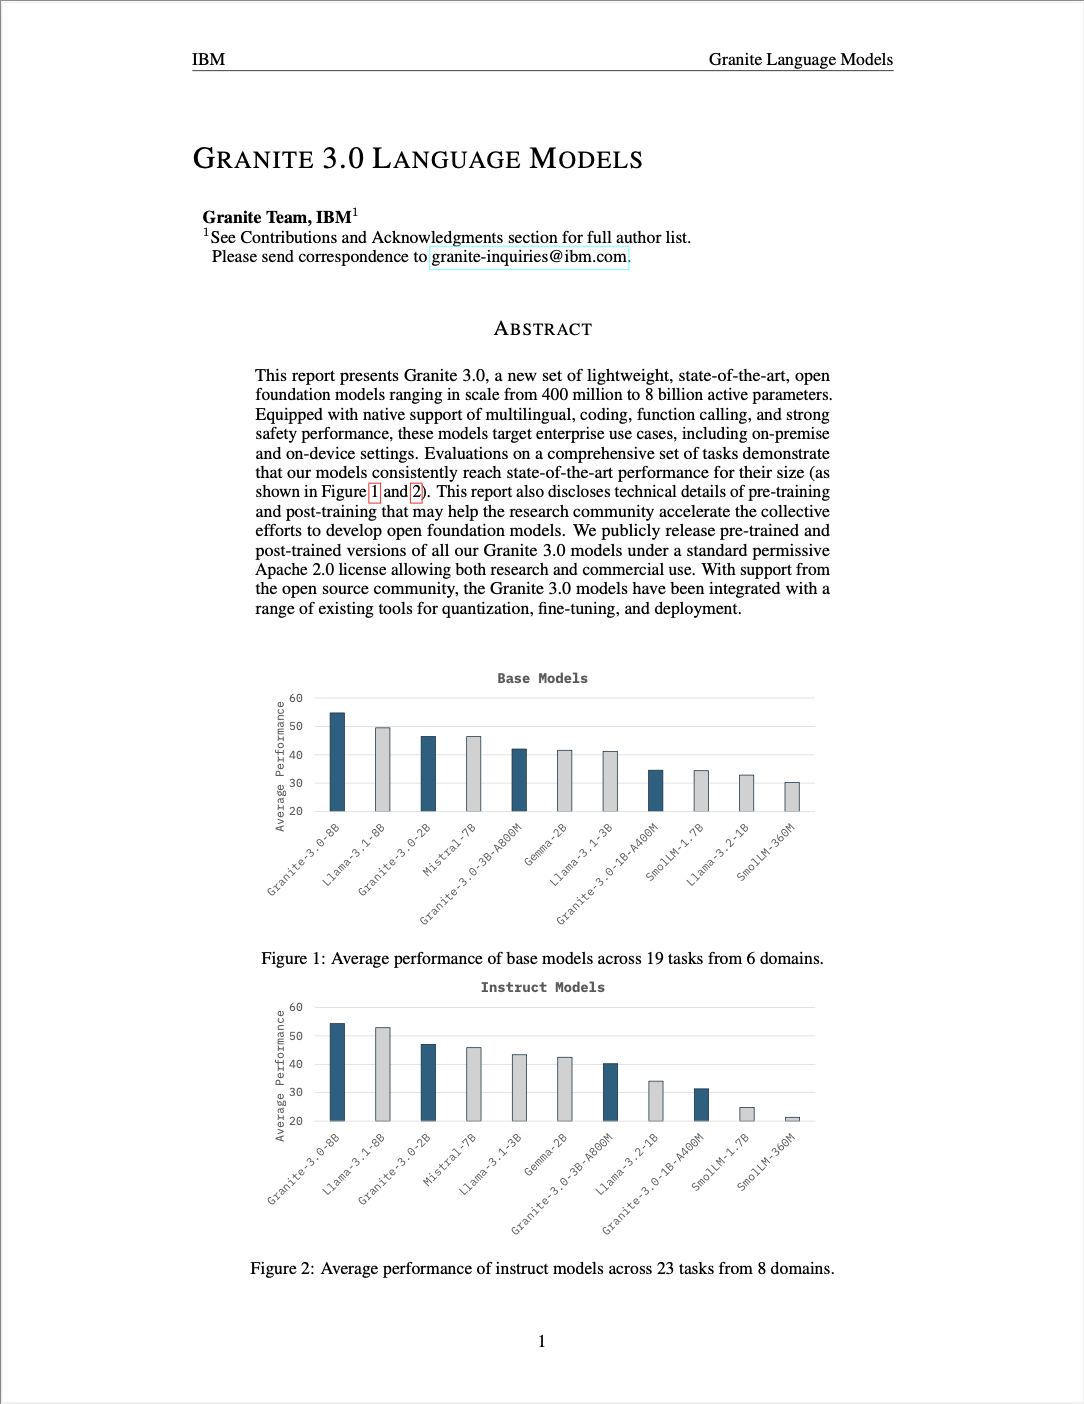 IBM
Granite Language Models
GRANITE 3.0 LANGUAGE MODELS
Granite Team, IBM¹
¹See Contributions and Acknowledgments section for full author list.
Please send correspondence to granite-inquiries@ibm.com.
ABSTRACT
This report presents Granite 3.0, a new set of lightweight, state-of-the-art, open
foundation models ranging in scale from 400 million to 8 billion active parameters.
Equipped with native support of multilingual, coding, function calling, and strong
safety performance, these models target enterprise use cases, including on-premise
and on-device settings. Evaluations on a comprehensive set of tasks demonstrate
that our models consistently reach state-of-the-art performance for their size (as
shown in Figure 1 and 2). This report also discloses technical details of pre-training
and post-training that may help the research community accelerate the collective
efforts to develop open foundation models. We publicly release pre-trained and
post-trained versions of all our Granite 3.0 models under a standard permissive
Apache 2.0 license allowing both research and commercial use. With support from
the open source community, the Granite 3.0 models have been integrated with a
range of existing tools for quantization, fine-tuning, and deployment.
Base Models
Average Performance
60
50
40
30
20
Granite-3.0-8B
Llama-3.1-8B
Granite-3.0-2B
Mistral-7B
Granite-3.0-3B-A800M
Gemma-2B
Llama-3.1-3B
Granite-3.0-1B-A400M
SmolLM-1.7B
Llama-3.2-1B
SmolLM-360M
Figure 1: Average performance of base models across 19 tasks from 6 domains.
Instruct Models
Average Performance
60
50
40
30
20
Granite-3.0-8B
Llama-3.1-8B
Granite-3.0-2B
Mistral-7B
Llama-3.1-3B
Gemma-2B
Granite-3.0-3B-A800M
Llama-3.2-1B
Granite-3.0-1B-A400M
SmolLM-1.7B
SmolLM-360M
Figure 2: Average performance of instruct models across 23 tasks from 8 domains.
1